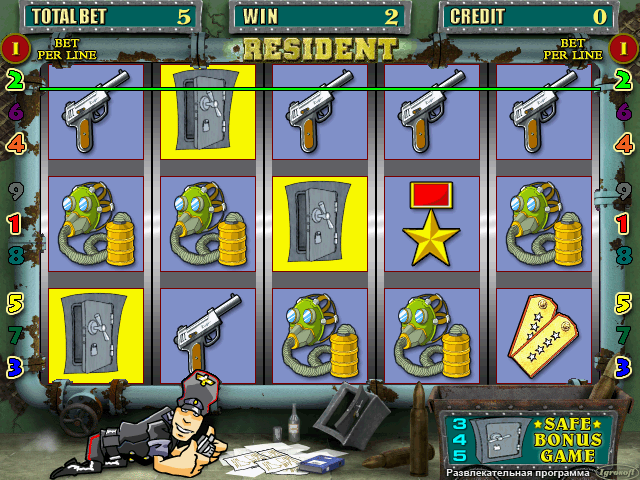 TOTAL BET 5 WIN 2 CREDIT 0
RESIDENT
1 BET PER LINE
BET PER LINE 1
2 2
6 6
4 4
9 9
1 1
8 8
5 5
7 7
3 3
3 SAFE
4 BONUS
5 GAME
Развлекательная программа Igrosoft